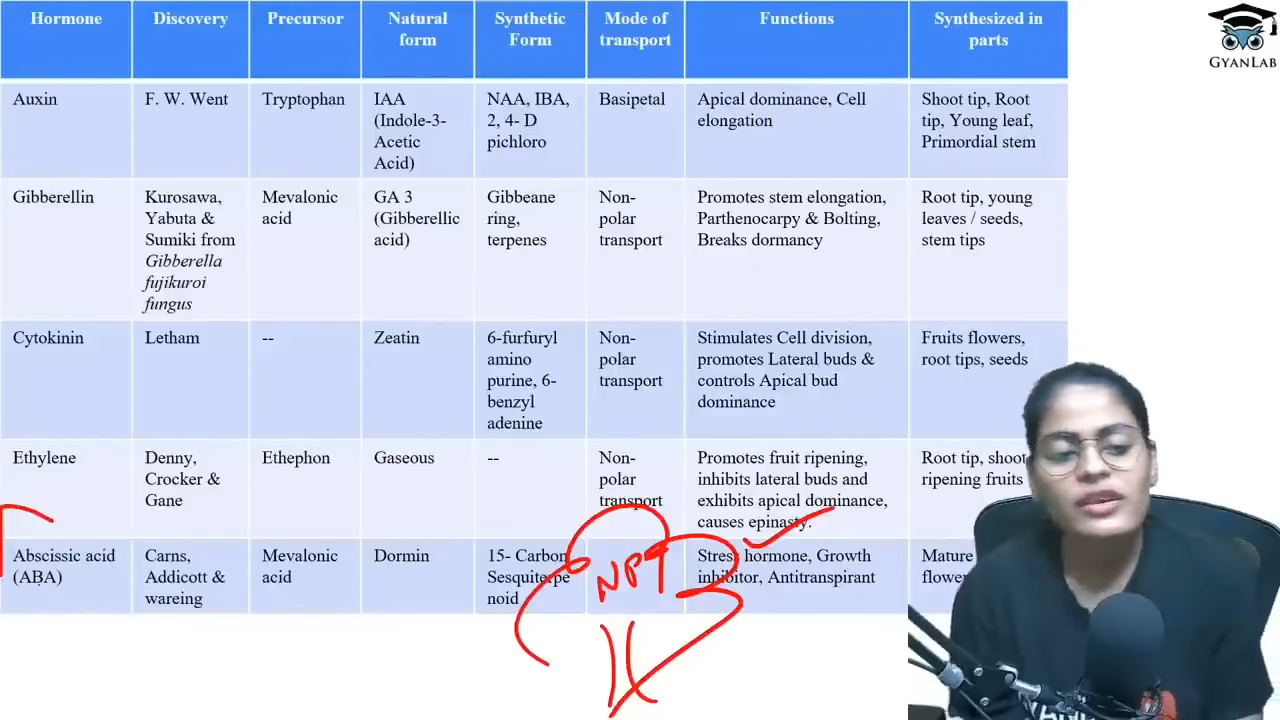 Hormone
Discovery
Precursor
Natural
form
Synthetic
Form
Mode of
transport
Functions
Synthesized in
parts
GYANLAB
Auxin
F. W. Went
Tryptophan
IAA
(Indole-3-
Acetic
Acid)
NAA, IBA,
2, 4- D
pichloro
Basipetal
Apical dominance, Cell
elongation
Shoot tip, Root
tip, Young leaf,
Primordial stem
Gibberellin
Kurosawa,
Yabuta &
Sumiki from
Gibberella
fujikuroi
fungus
Mevalonic
acid
GA 3
(Gibberellic
acid)
Gibbeane
ring,
terpenes
Non-
polar
transport
Promotes stem elongation,
Parthenocarpy & Bolting,
Breaks dormancy
Root tip, young
leaves / seeds,
stem tips
Cytokinin
Letham
--
Zeatin
6-furfuryl
amino
purine, 6-
benzyl
adenine
Non-
polar
transport
Stimulates Cell division,
promotes Lateral buds &
controls Apical bud
dominance
Fruits flowers,
root tips, seeds
Ethylene
Denny,
Crocker &
Gane
Ethephon
Gaseous
--
Non-
polar
transport
Promotes fruit ripening,
inhibits lateral buds and
exhibits apical dominance,
causes epinasty.
Root tip, shoot
ripening fruits
Abscissic acid
(ABA)
Carns,
Addicott &
wareing
Mevalonic
acid
Dormin
15- Carbon
Sesquiterpe
noid
NPT
Stress hormone, Growth
inhibitor, Antitranspirant
Mature
flower